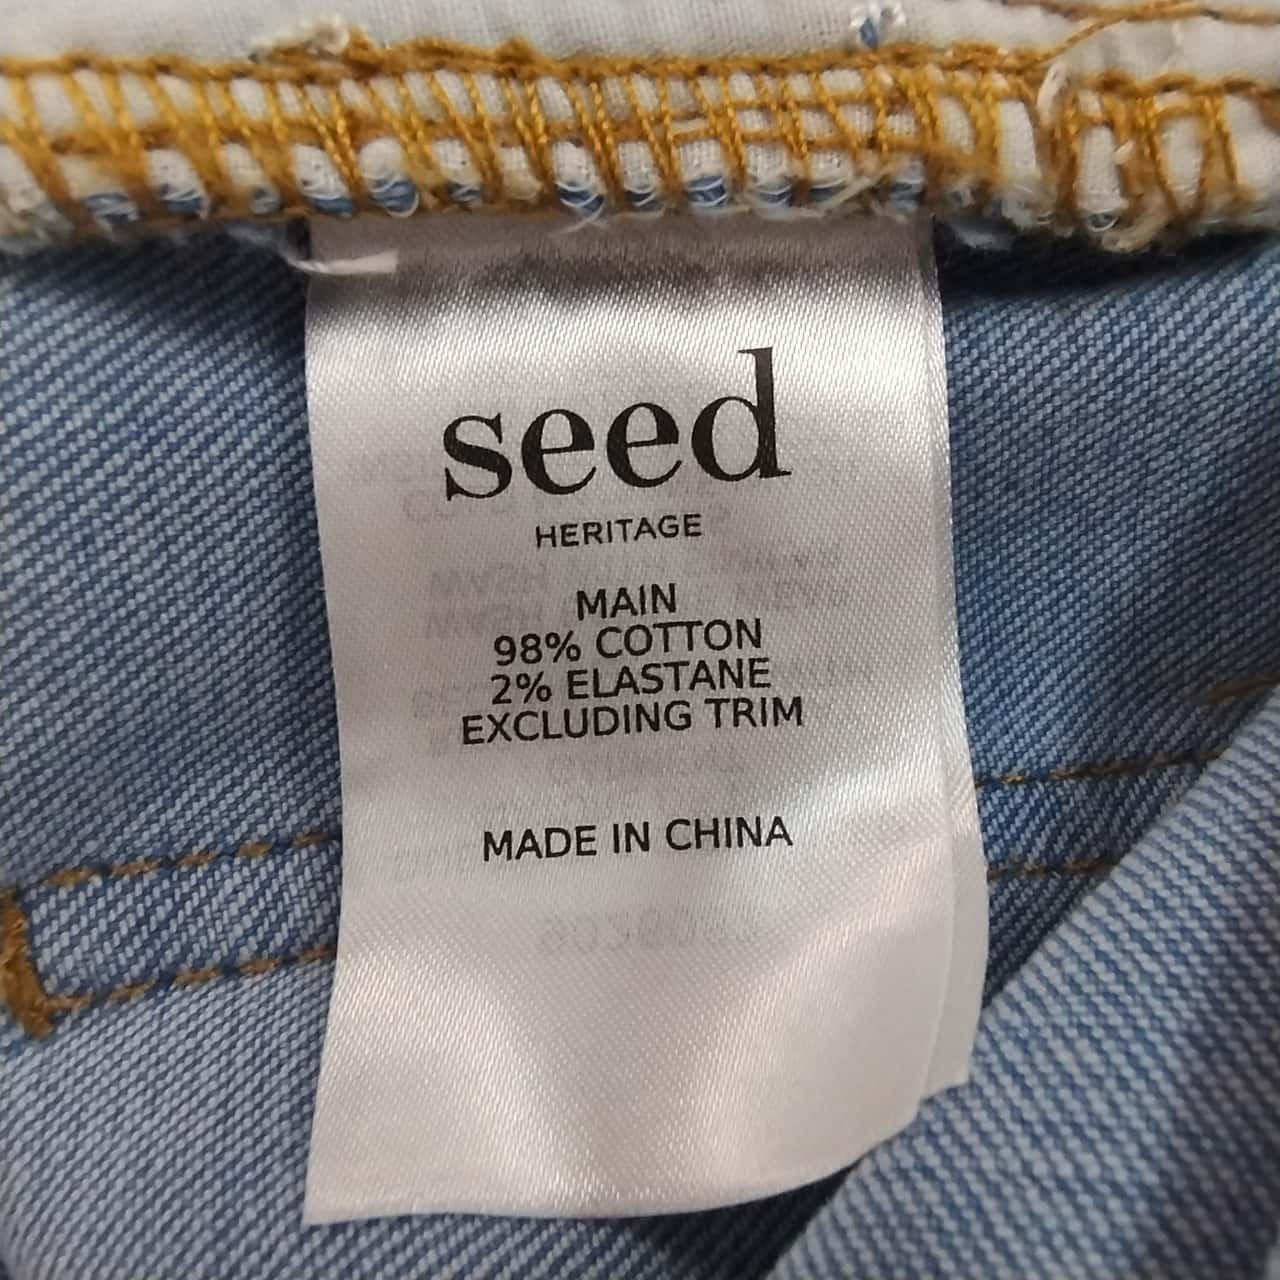 seed
HERITAGE
MAIN
98% COTTON
2% ELASTANE
EXCLUDING TRIM
MADE IN CHINA